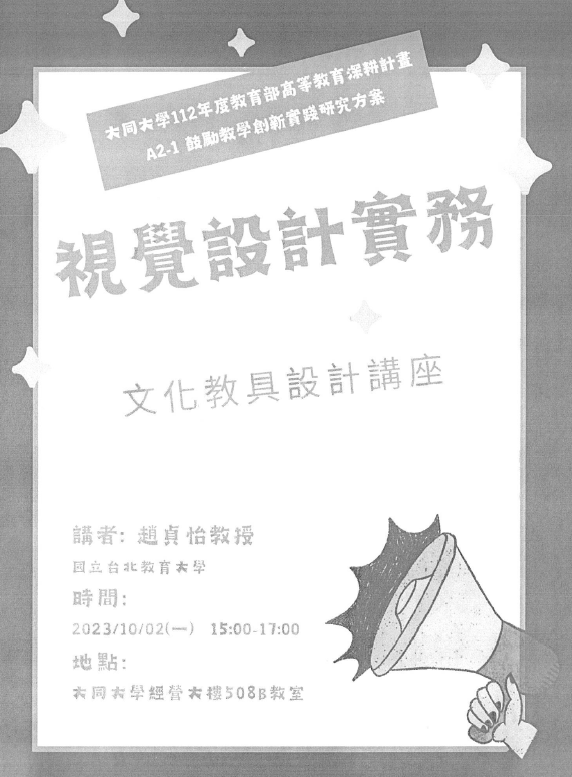 大同大學112年度教育部高等教育深耕計畫
A2-1 鼓勵教學創新實踐研究方案
視覺設計實務
文化教具設計講座
講者: 趙貞怡教授
國立台北教育大學
時間:
2023/10/02(一) 15:00-17:00
地點:
大同大學經營大樓508B教室